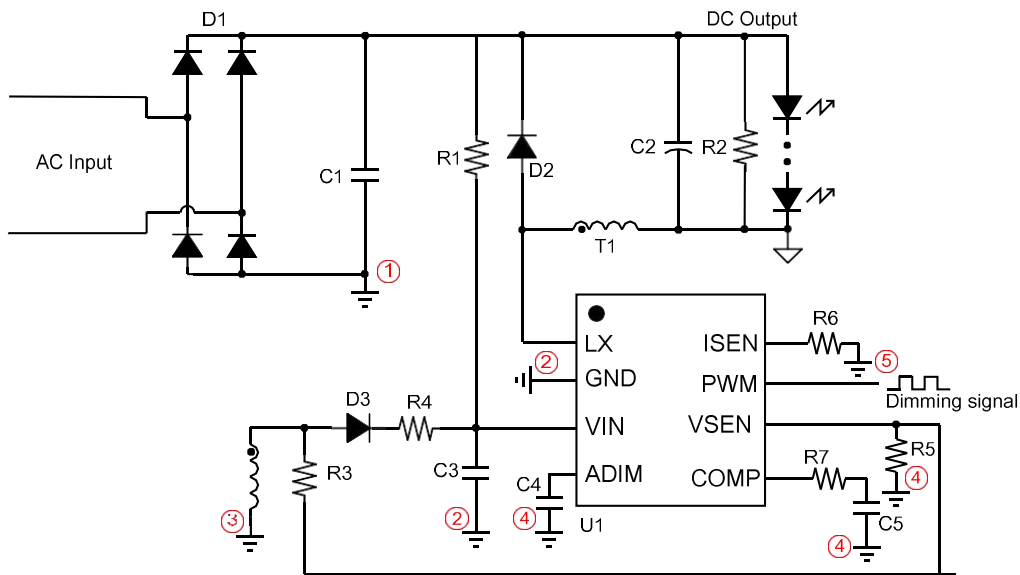 D1
DC Output
AC Input
C1
R1
D2
C2
R2
T1
①
LX
GND
VIN
ADIM
ISEN
PWM
VSEN
COMP
U1
②
R6
⑤
Dimming signal
D3
R4
R3
③
C3
②
C4
④
R5
④
R7
C5
④